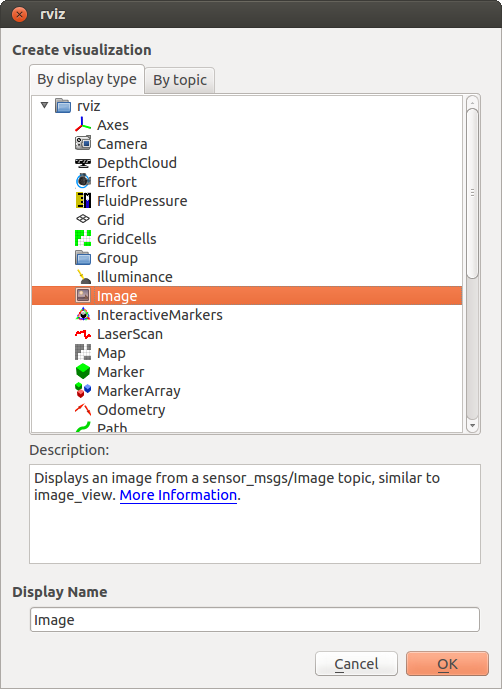 rviz
Create visualization
By display type
By topic
rviz
Axes
Camera
DepthCloud
Effort
FluidPressure
Grid
GridCells
Group
Illuminance
Image
InteractiveMarkers
LaserScan
Map
Marker
MarkerArray
Odometry
Path
Description:
Displays an image from a sensor_msgs/Image topic, similar to
image_view. More Information.
Display Name
Image
Cancel
OK